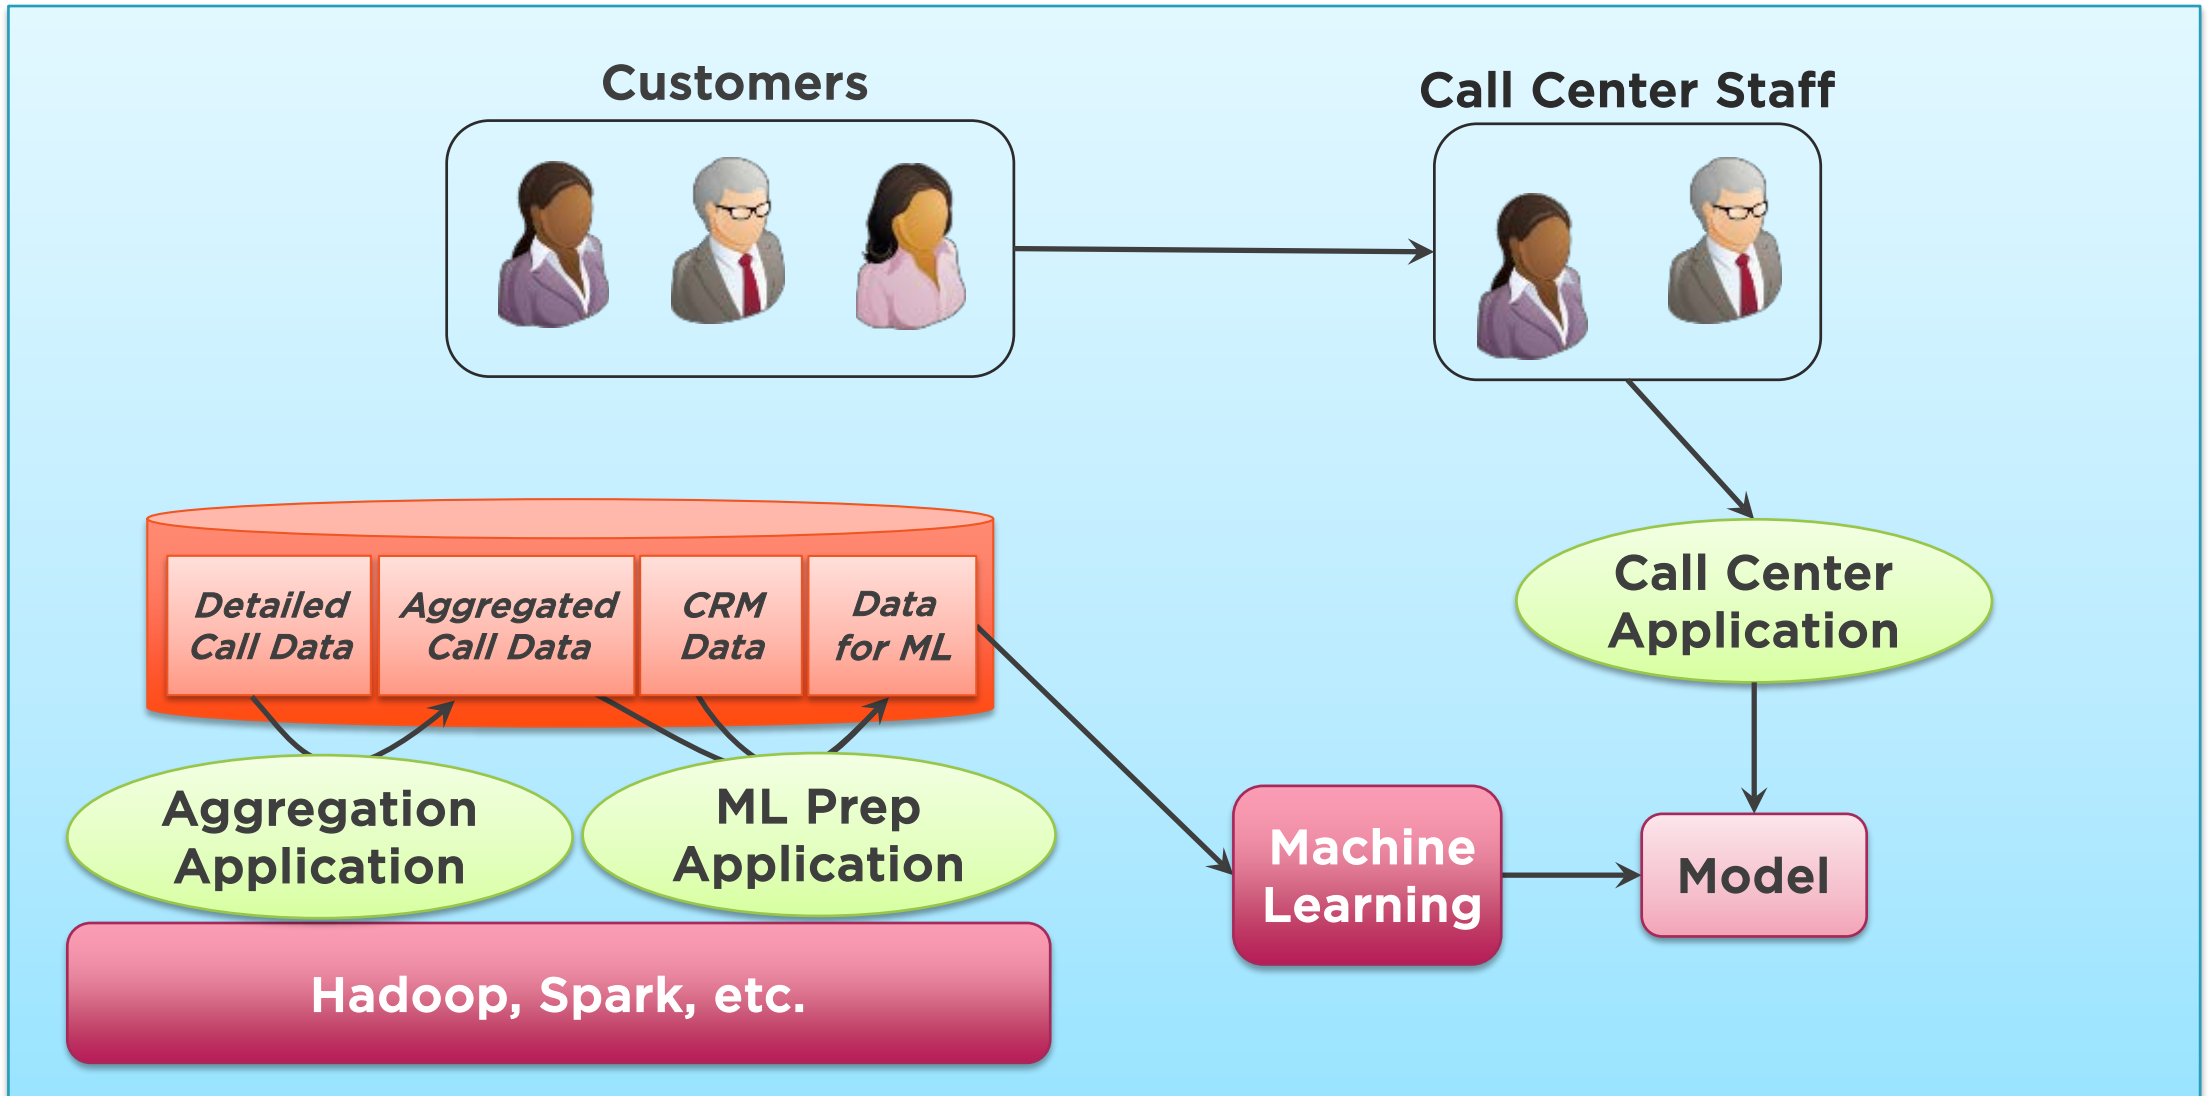 Customers
Call Center Staff
Detailed
Call Data
Aggregated
Call Data
CRM
Data
Data
for ML
Call Center
Application
Aggregation
Application
ML Prep
Application
Machine
Learning
Model
Hadoop, Spark, etc.